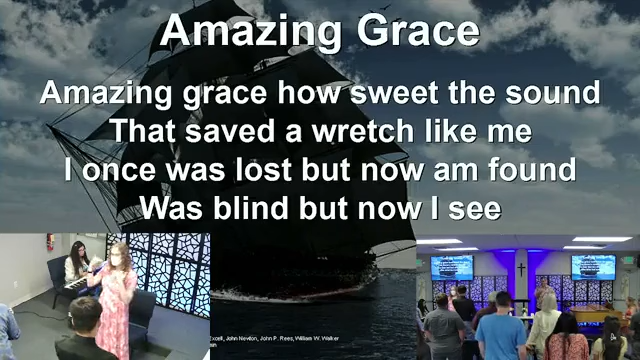 Amazing Grace
Amazing grace how sweet the sound
That saved a wretch like me
I once was lost but now am found
Was blind but now I see
Excell, John Newton, John P. Rees, William W. Walker